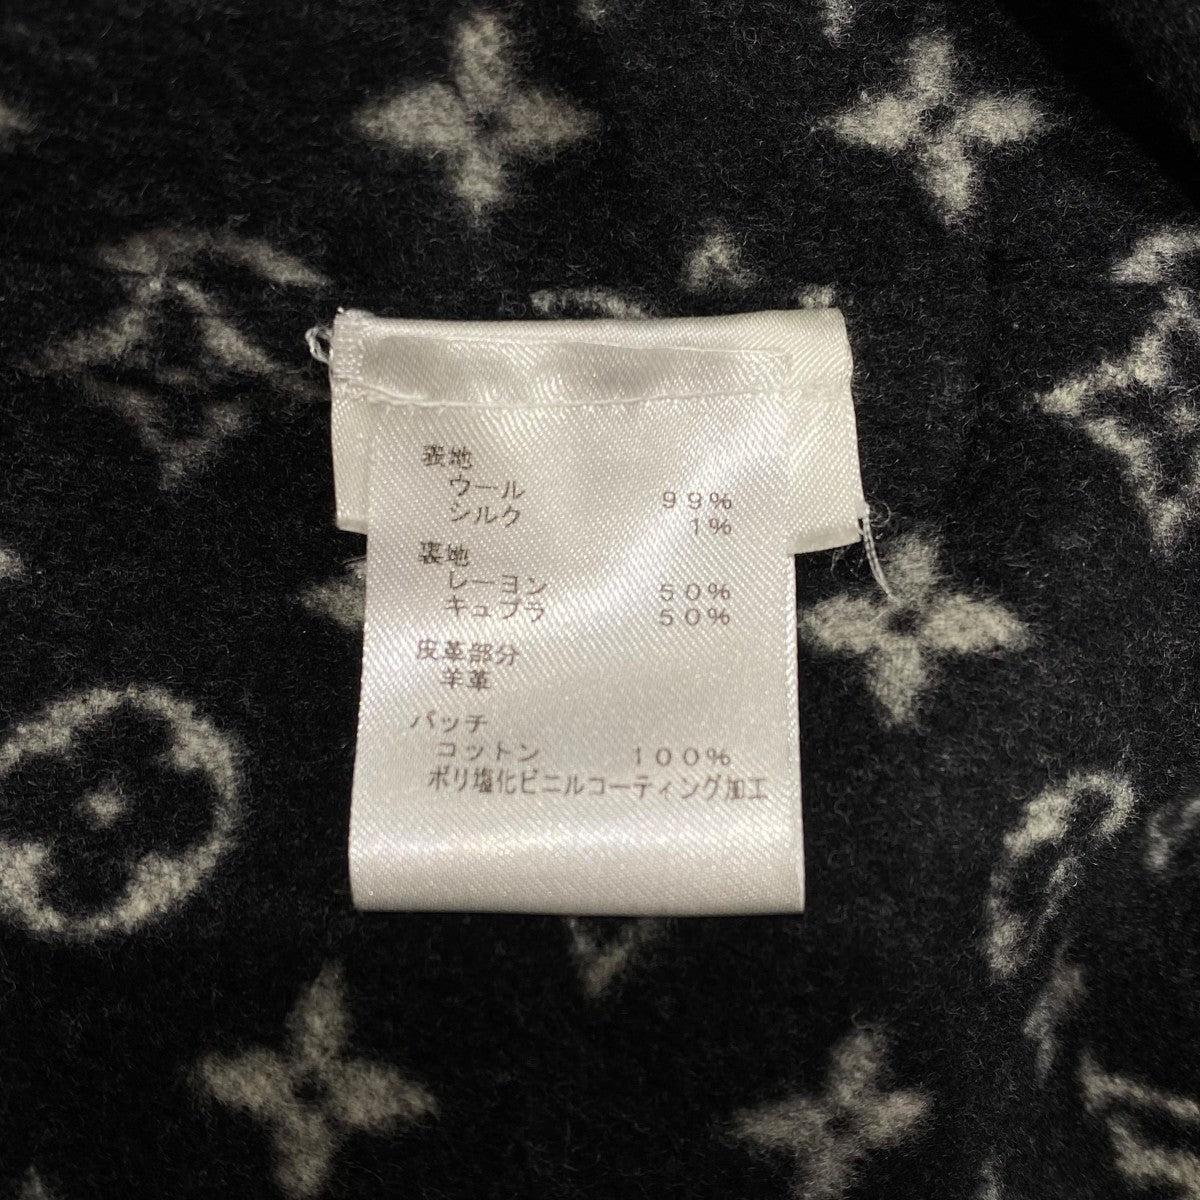 表地
ウール 99%
シルク 1%
裏地
レーヨン 50%
キュプラ 50%
皮革部分
羊革
パッチ
コットン 100%
ポリ塩化ビニルコーティング加工